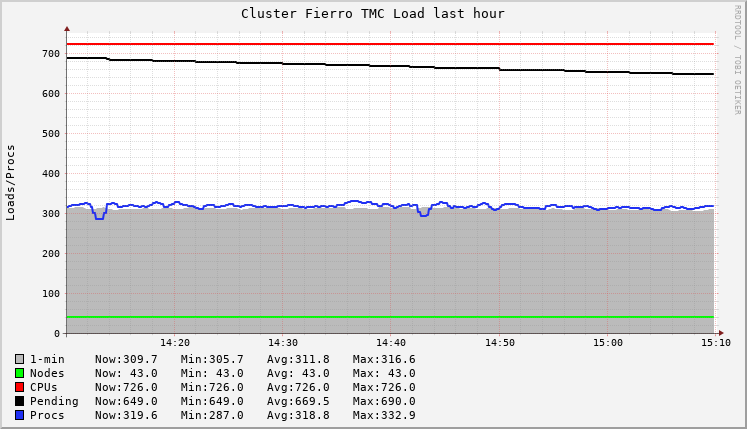 Cluster Fierro TMC Load last hour
RRDTOOL / TOBI OETIKER
Loads/Procs
700
600
500
400
300
200
100
0
14:20 14:30 14:40 14:50 15:00 15:10
1-min Now:309.7 Min:305.7 Avg:311.8 Max:316.6
Nodes Now: 43.0 Min: 43.0 Avg: 43.0 Max: 43.0
CPUs Now:726.0 Min:726.0 Avg:726.0 Max:726.0
Pending Now:649.0 Min:649.0 Avg:669.5 Max:690.0
Procs Now:319.6 Min:287.0 Avg:318.8 Max:332.9